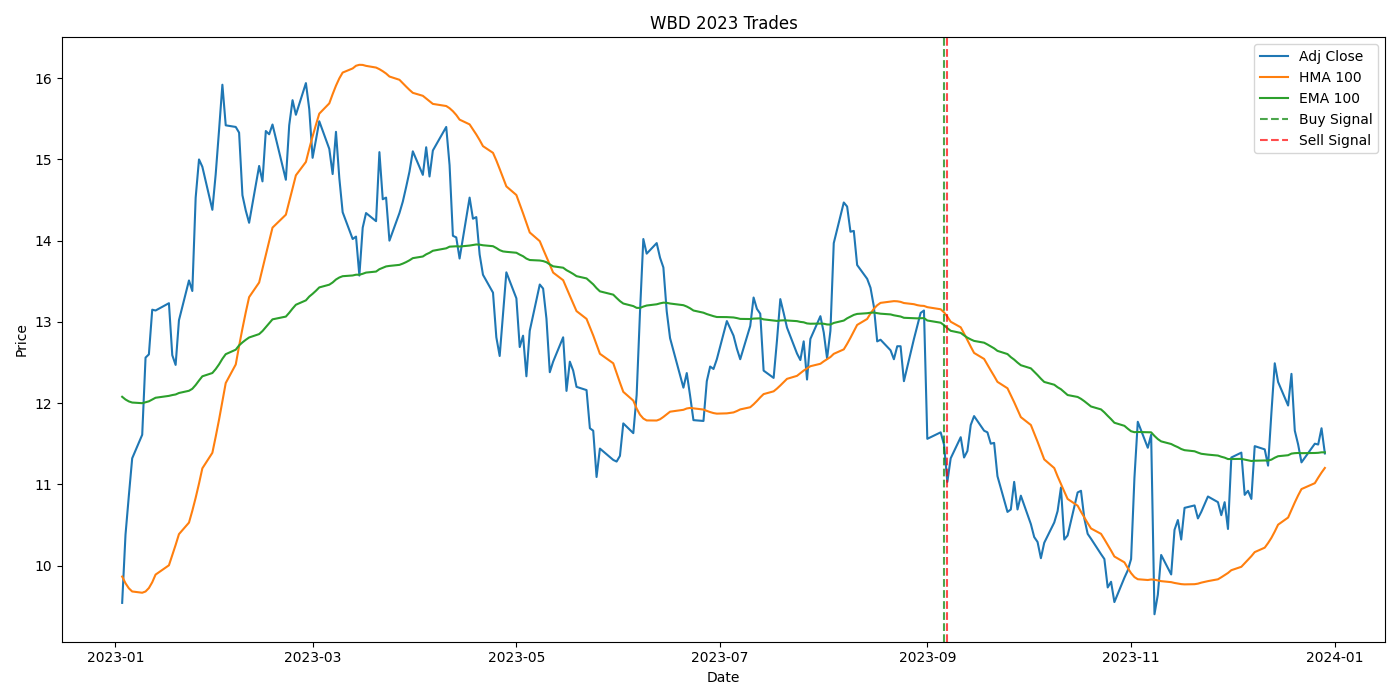 WBD 2023 Trades
Adj Close
HMA 100
EMA 100
Buy Signal
Sell Signal
Price
16
15
14
13
12
11
10
2023-01 2023-03 2023-05 2023-07 2023-09 2023-11 2024-01
Date